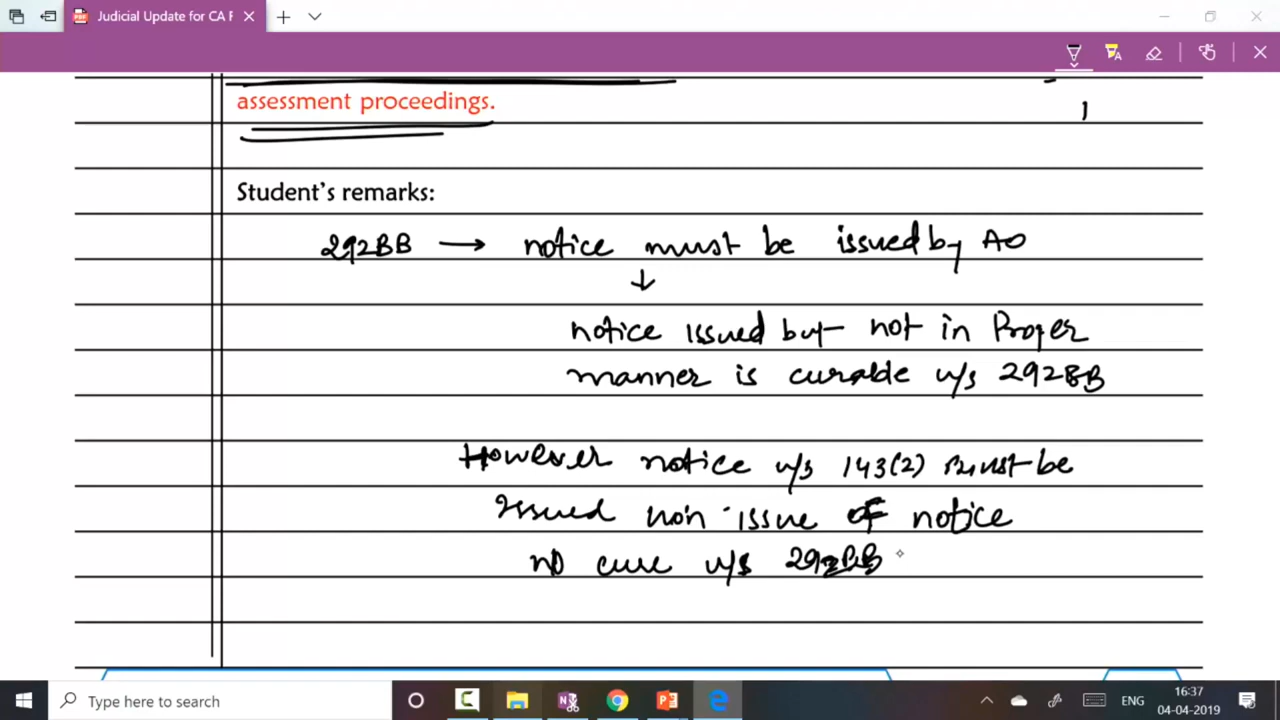 Judicial Update for CA F
assessment proceedings.
1
Student's remarks:
292BB → notice must be issued by AO
↓
notice issued but not in Proper
manner is curable u/s 292BB
However notice u/s 143(2) must be
Issued non-issue of notice
no cure u/s 292BB
Type here to search
ENG
16:37
04-04-2019